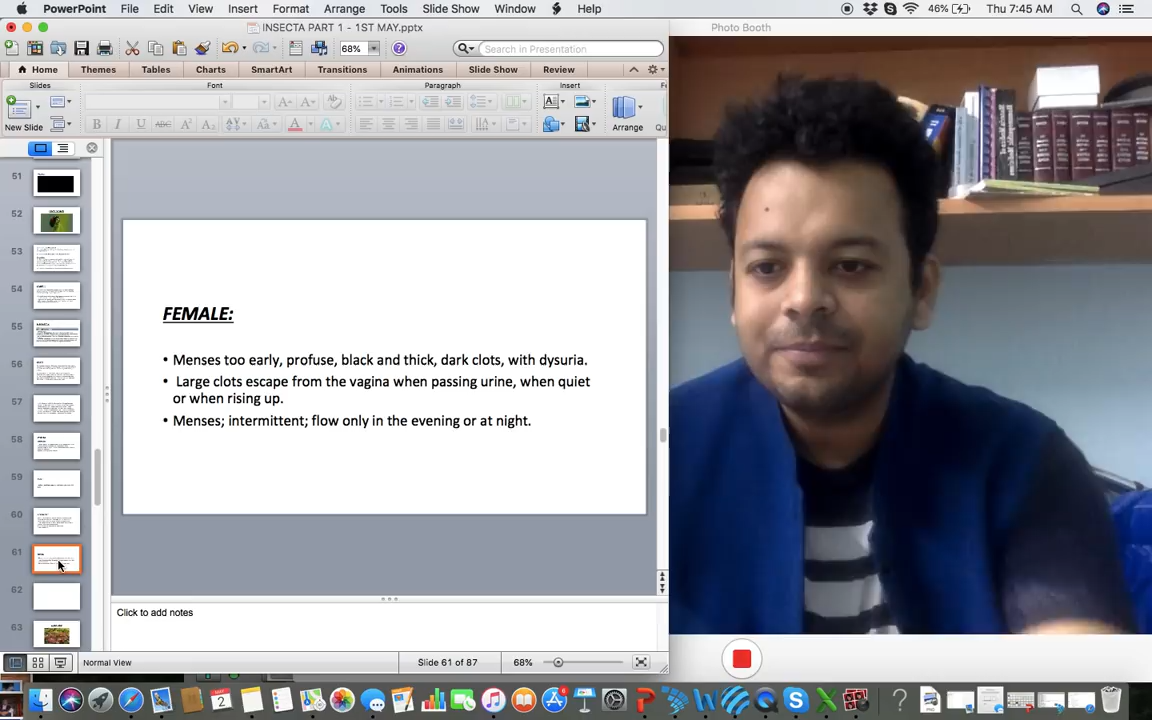 PowerPoint File Edit View Insert Format Arrange Tools Slide Show Window Help 46% Thu 7:45 AM
INSECTA PART 1 - 1ST MAY.pptx
Photo Booth
68% Search in Presentation
Home Themes Tables Charts SmartArt Transitions Animations Slide Show Review
Slides Font Paragraph Insert
New Slide Arrange
B I U ABC A² A₂ Aa A A
51
52
53
54
55
56
57
58
59
60
61
62
63
FEMALE:
• Menses too early, profuse, black and thick, dark clots, with dysuria.
• Large clots escape from the vagina when passing urine, when quiet
or when rising up.
• Menses; intermittent; flow only in the evening or at night.
Click to add notes
Normal View Slide 61 of 87 68%